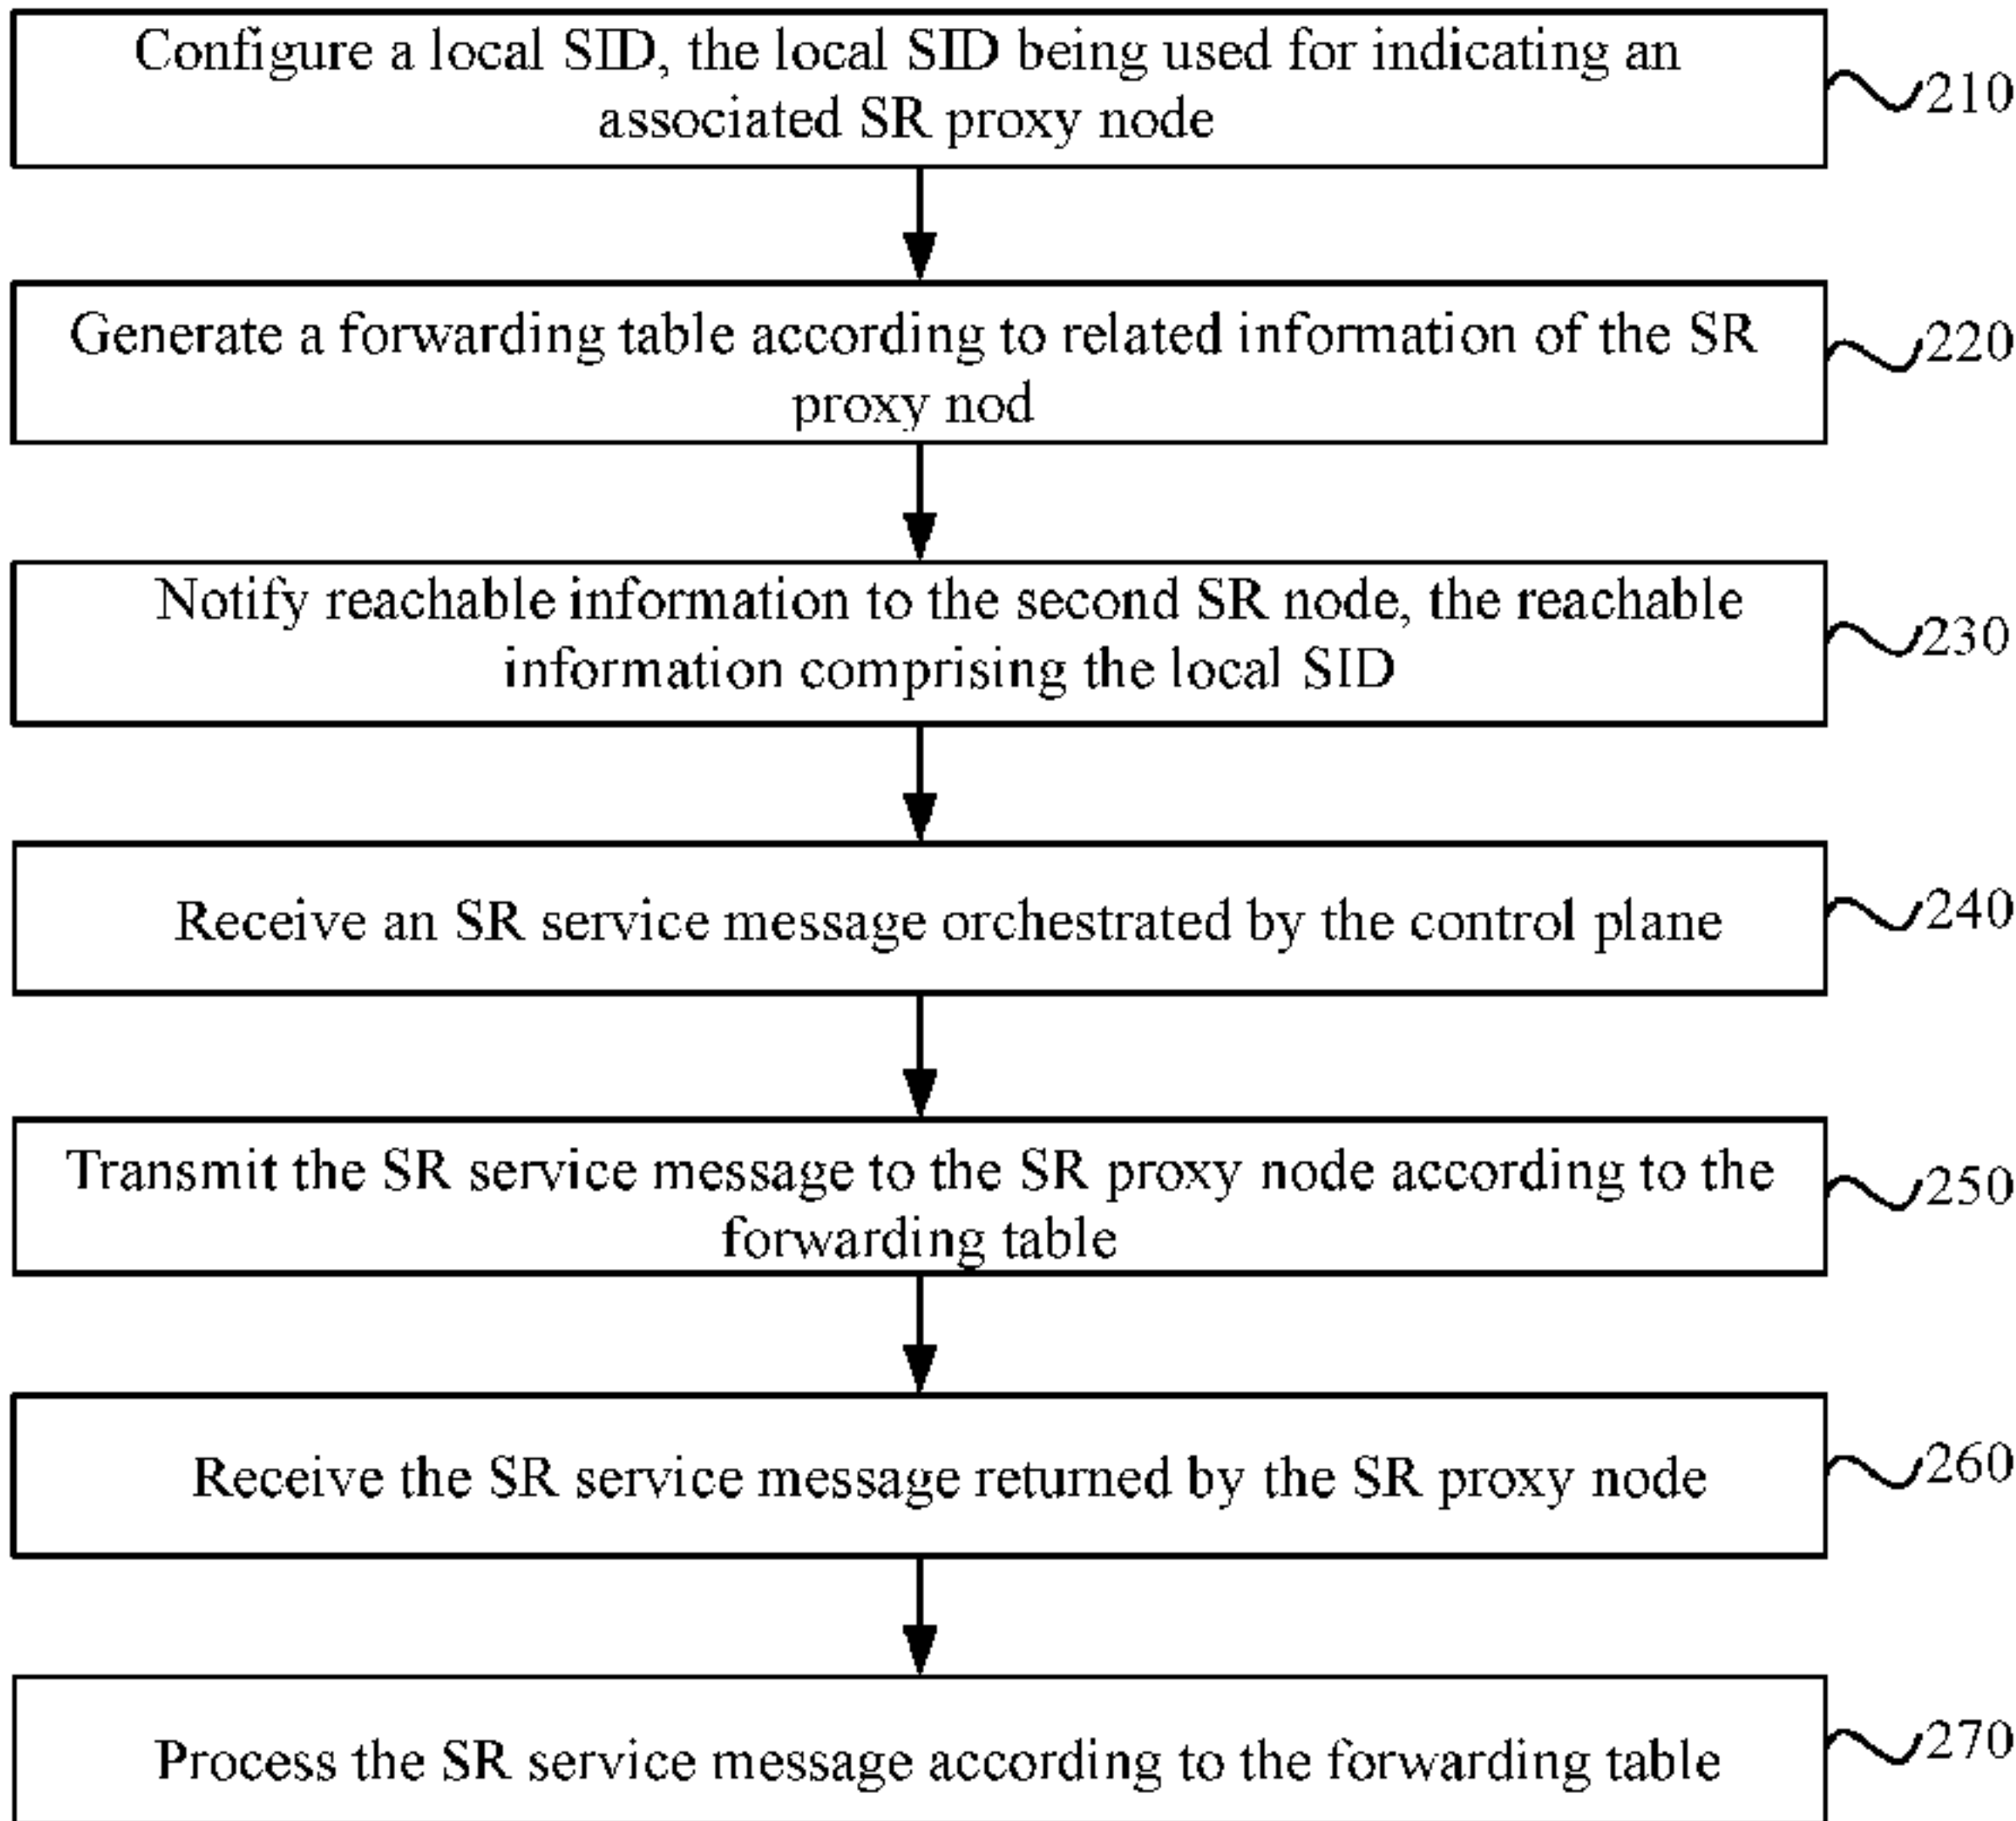 Configure a local SID, the local SID being used for indicating an
associated SR proxy node
210
Generate a forwarding table according to related information of the SR
proxy nod
220
Notify reachable information to the second SR node, the reachable
information comprising the local SID
230
Receive an SR service message orchestrated by the control plane
240
Transmit the SR service message to the SR proxy node according to the
forwarding table
250
Receive the SR service message returned by the SR proxy node
260
Process the SR service message according to the forwarding table
270